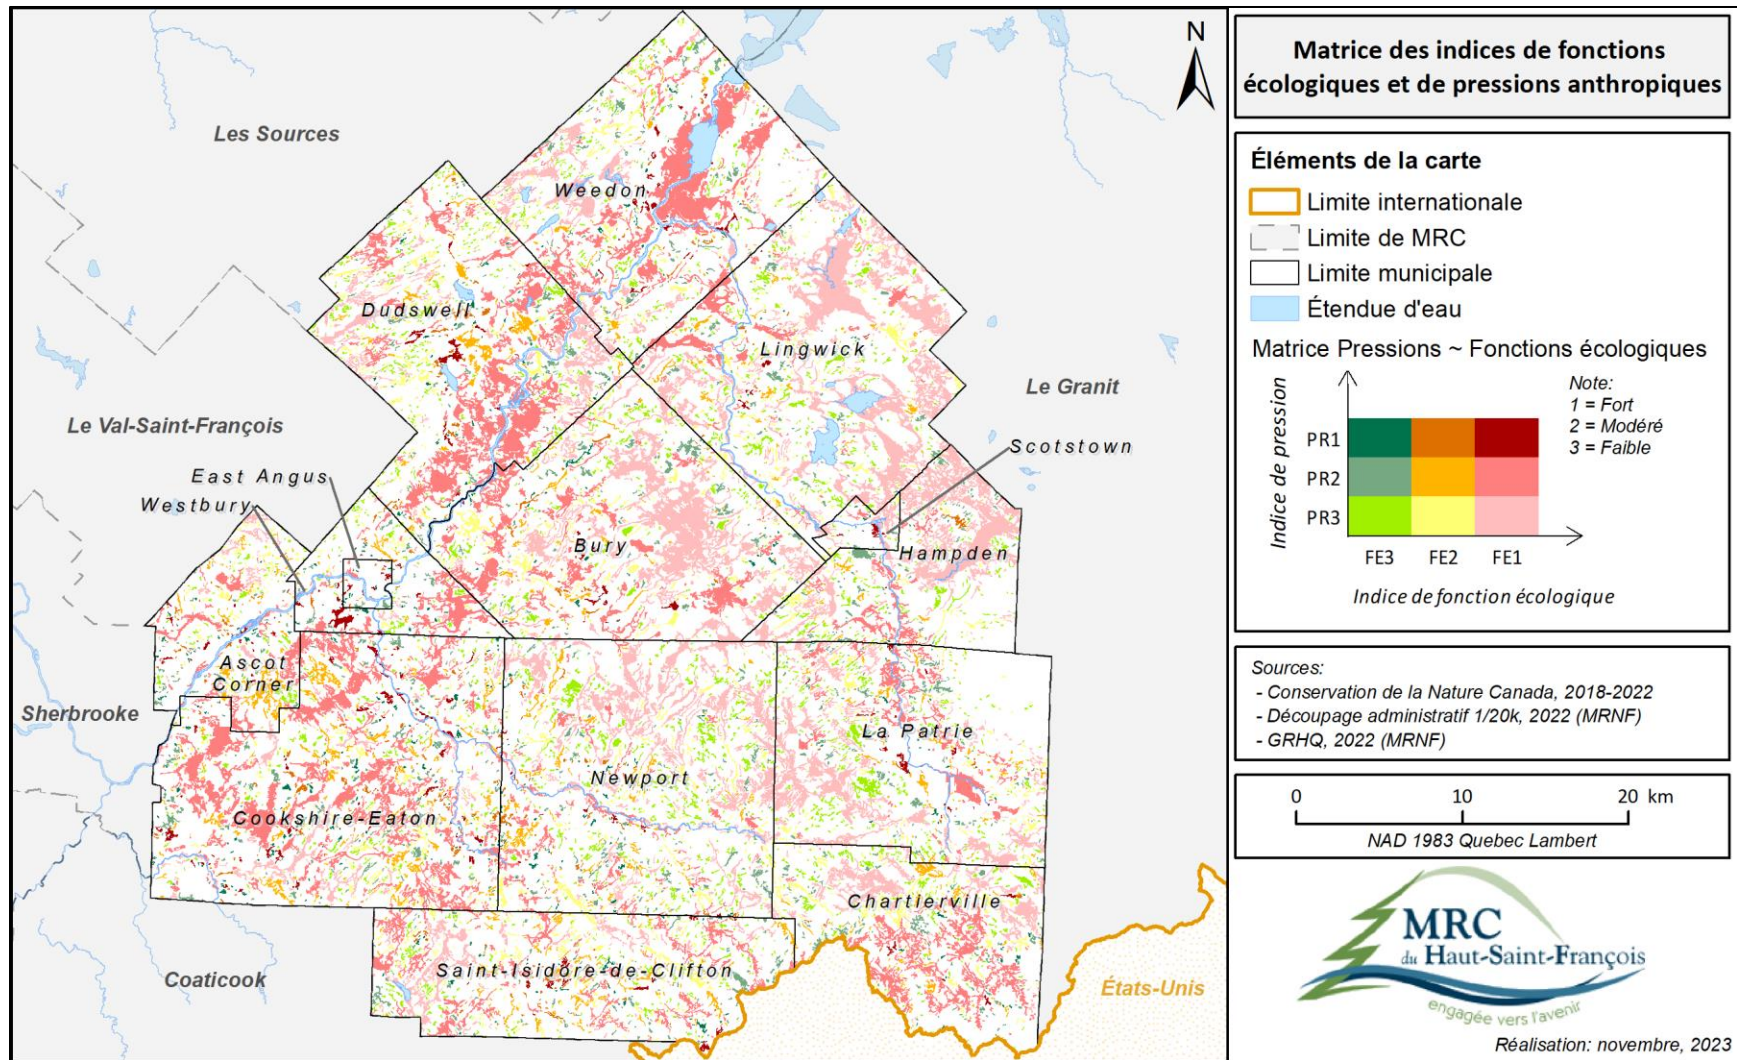 N
Les Sources
Weedon
Dudswell
Lingwick
Le Granit
Le Val-Saint-François
Scotstown
East Angus
Westbury
Bury
Hampden
Ascot
Corner
Sherbrooke
La Patrie
Newport
Cookshire-Eaton
Chartierville
Saint-Isidore-de-Clifton
Coaticook
États-Unis
Matrice des indices de fonctions
écologiques et de pressions anthropiques
Éléments de la carte
Limite internationale
Limite de MRC
Limite municipale
Étendue d'eau
Matrice Pressions ~ Fonctions écologiques
Indice de pression
PR1
PR2
PR3
FE3 FE2 FE1
Indice de fonction écologique
Note:
1 = Fort
2 = Modéré
3 = Faible
Sources:
- Conservation de la Nature Canada, 2018-2022
- Découpage administratif 1/20k, 2022 (MRNF)
- GRHQ, 2022 (MRNF)
0 10 20 km
NAD 1983 Quebec Lambert
MRC
du Haut-Saint-François
engagée vers l'avenir
Réalisation: novembre, 2023